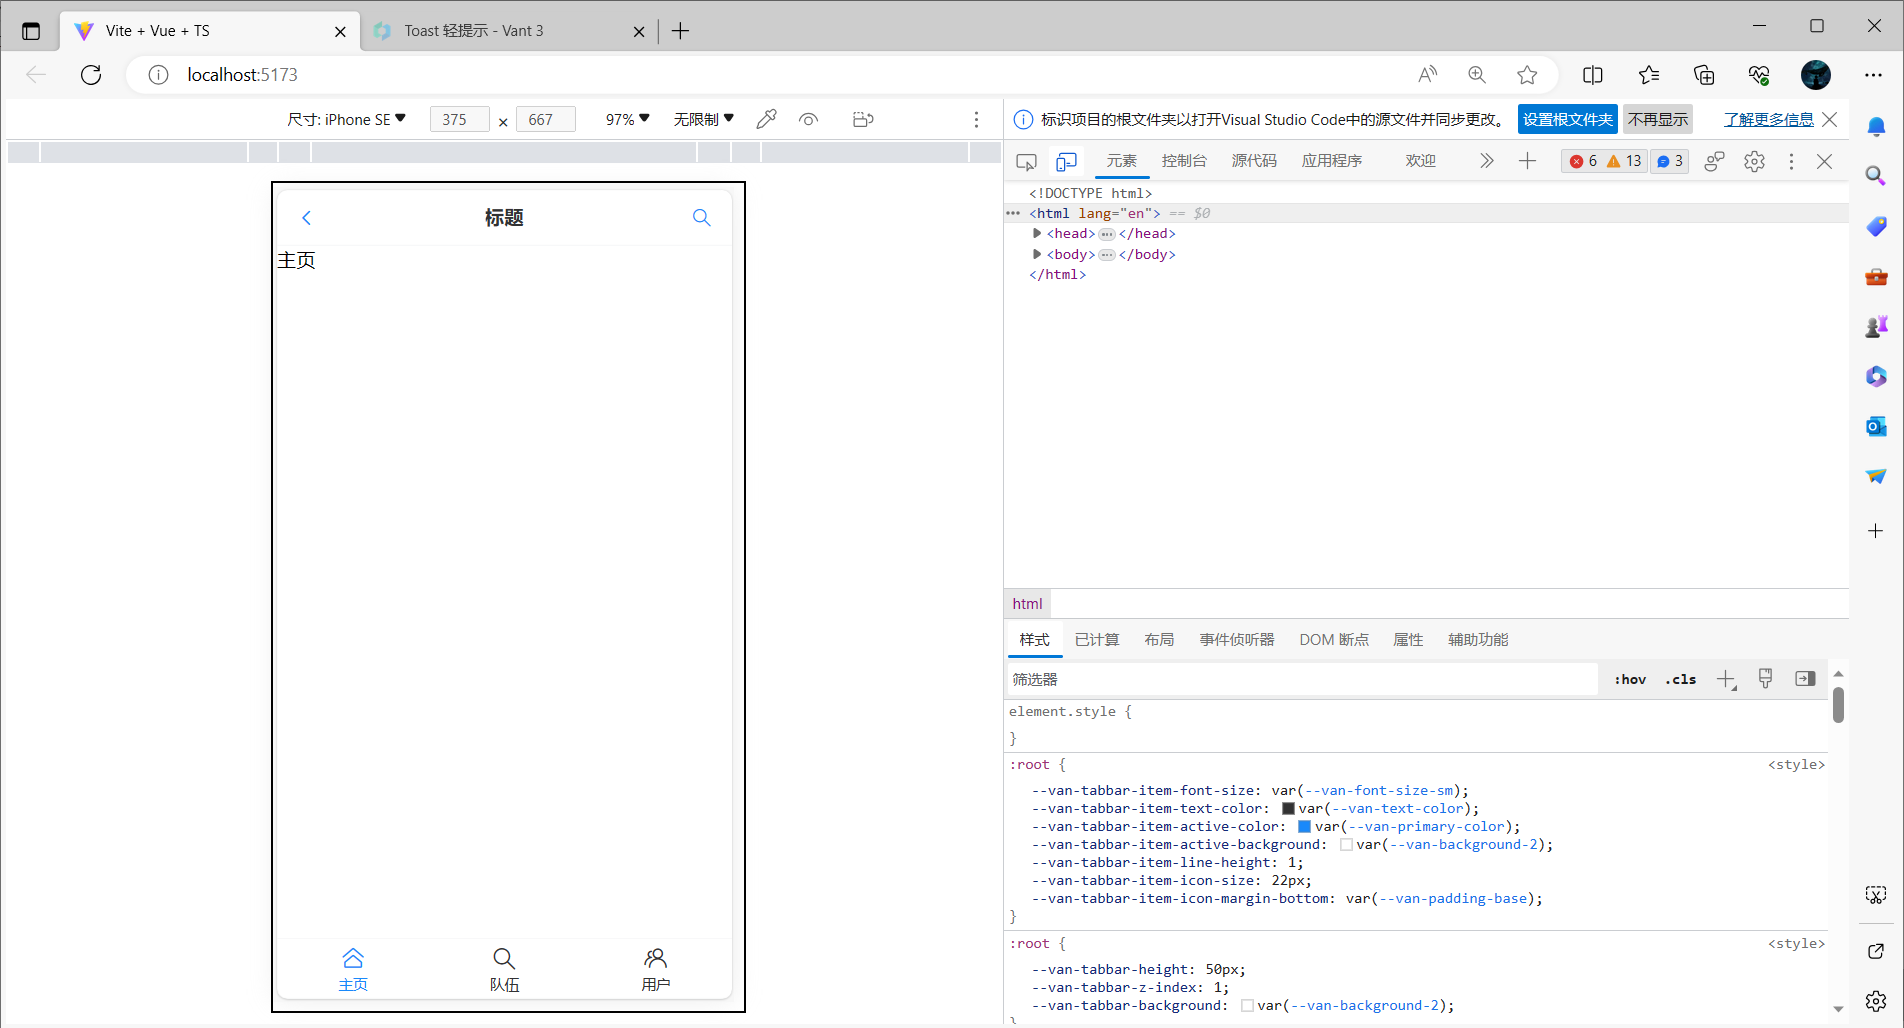 Vite + Vue + TS
Toast 轻提示 - Vant 3
localhost:5173
尺寸: iPhone SE 375 × 667 97% 无限制
标识项目的根文件夹以打开Visual Studio Code中的源文件并同步更改。 设置根文件夹 不再显示 了解更多信息
元素 控制台 源代码 应用程序 欢迎 6 13 3
标题
主页
主页 队伍 用户
<!DOCTYPE html>
••• <html lang="en"> == $0
<head> ••• </head>
<body> ••• </body>
</html>
html
样式 已计算 布局 事件侦听器 DOM 断点 属性 辅助功能
筛选器 :hov .cls
element.style {
}
:root { <style>
--van-tabbar-item-font-size: var(--van-font-size-sm);
--van-tabbar-item-text-color: var(--van-text-color);
--van-tabbar-item-active-color: var(--van-primary-color);
--van-tabbar-item-active-background: var(--van-background-2);
--van-tabbar-item-line-height: 1;
--van-tabbar-item-icon-size: 22px;
--van-tabbar-item-icon-margin-bottom: var(--van-padding-base);
}
:root { <style>
--van-tabbar-height: 50px;
--van-tabbar-z-index: 1;
--van-tabbar-background: var(--van-background-2);
}